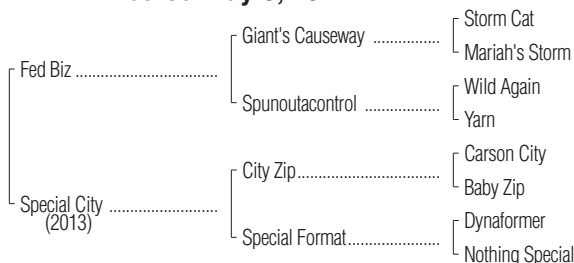 Storm Cat
Giant's Causeway ................
Mariah's Storm
Fed Biz ................................
Wild Again
Spunoutacontrol ................
Yarn
Carson City
City Zip................................
Baby Zip
Special City ........................
(2013)
Dynaformer
Special Format....................
Nothing Special